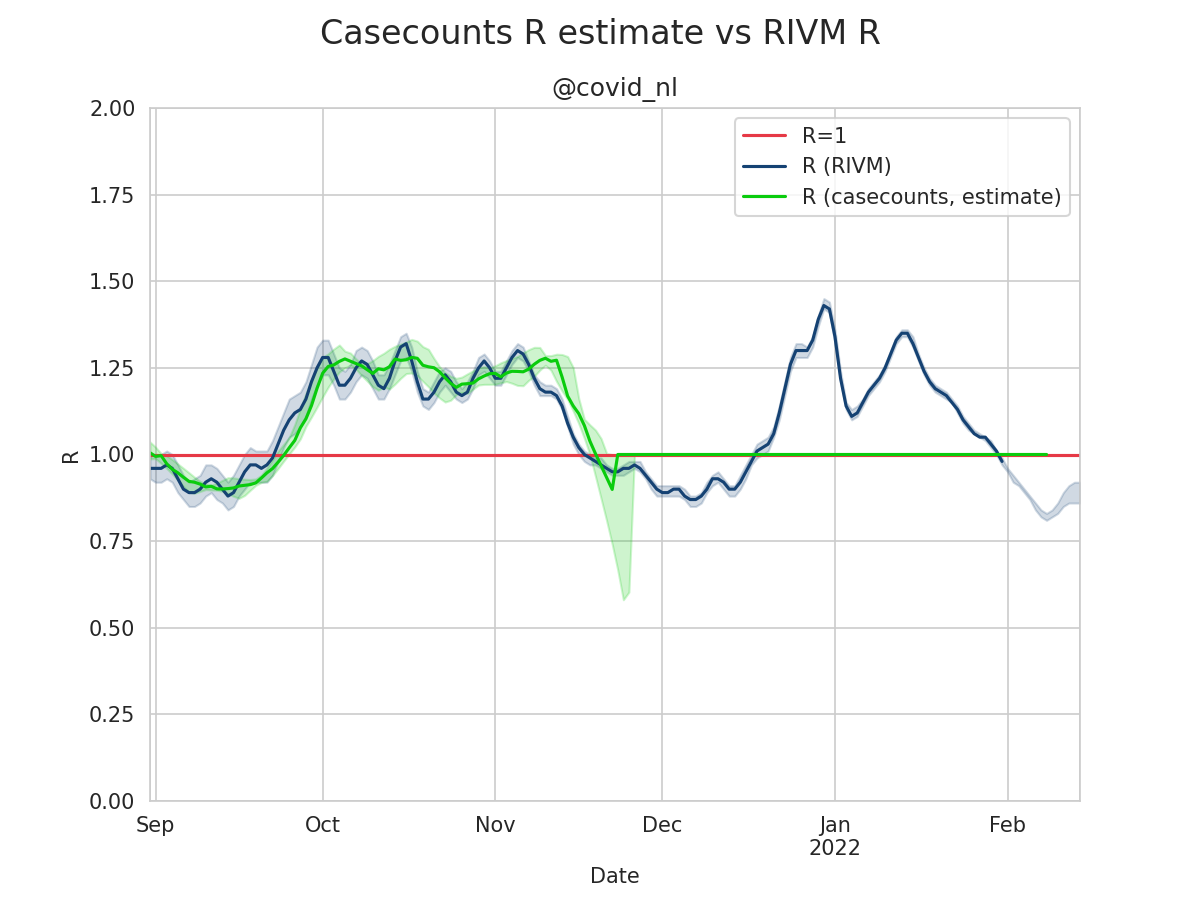 Casecounts R estimate vs RIVM R
@covid_nl
2.00
1.75
1.50
1.25
1.00
0.75
0.50
0.25
0.00
R
R=1
R (RIVM)
R (casecounts, estimate)
Sep
Oct
Nov
Dec
Jan
2022
Feb
Date